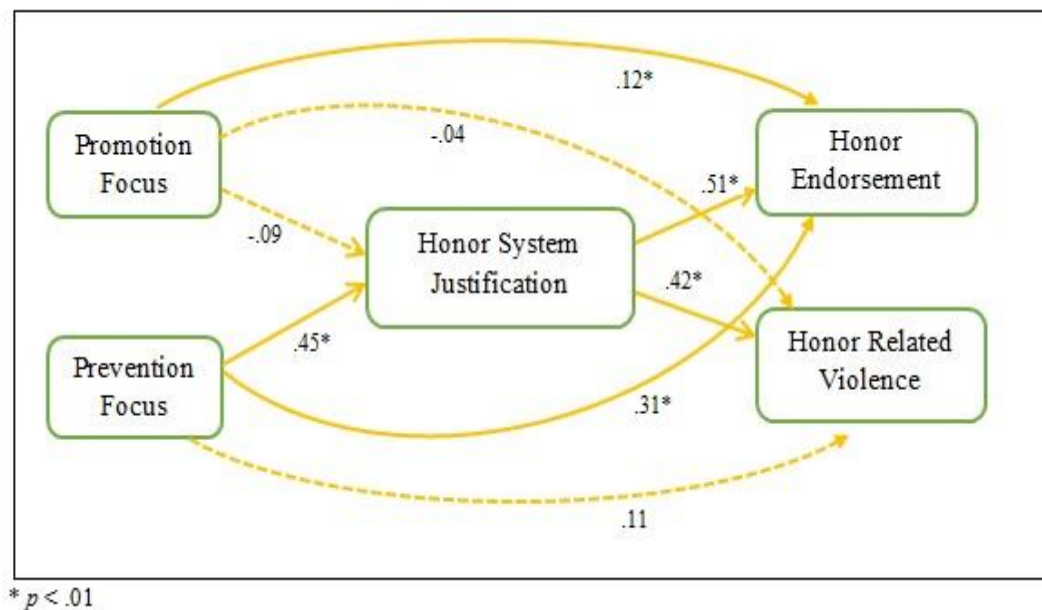 .12*
Promotion
Focus
-.04
Honor
Endorsement
.51*
-.09
Honor System
Justification
.42*
.45*
Prevention
Focus
Honor Related
Violence
.31*
.11
* p < .01